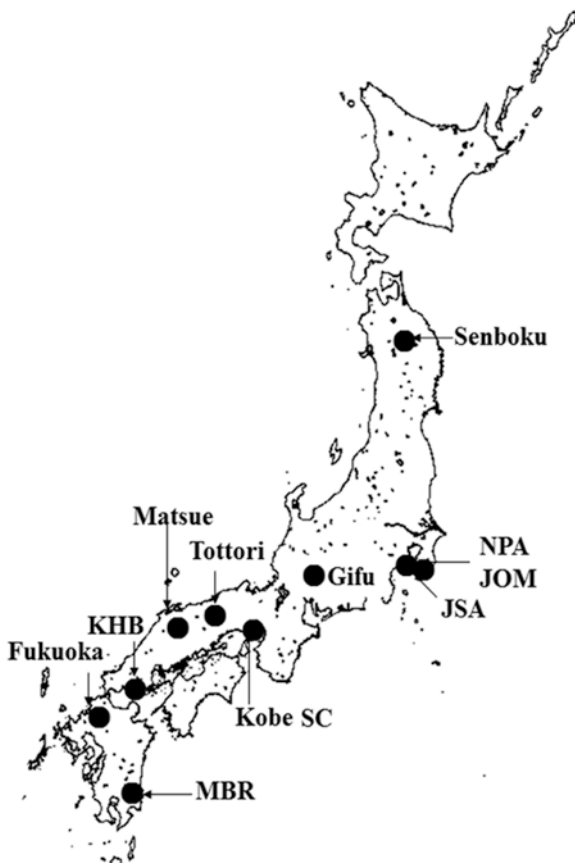 Senboku
Matsue
Tottori
NPA
Gifu
JOM
KHB
JSA
Fukuoka
Kobe SC
MBR